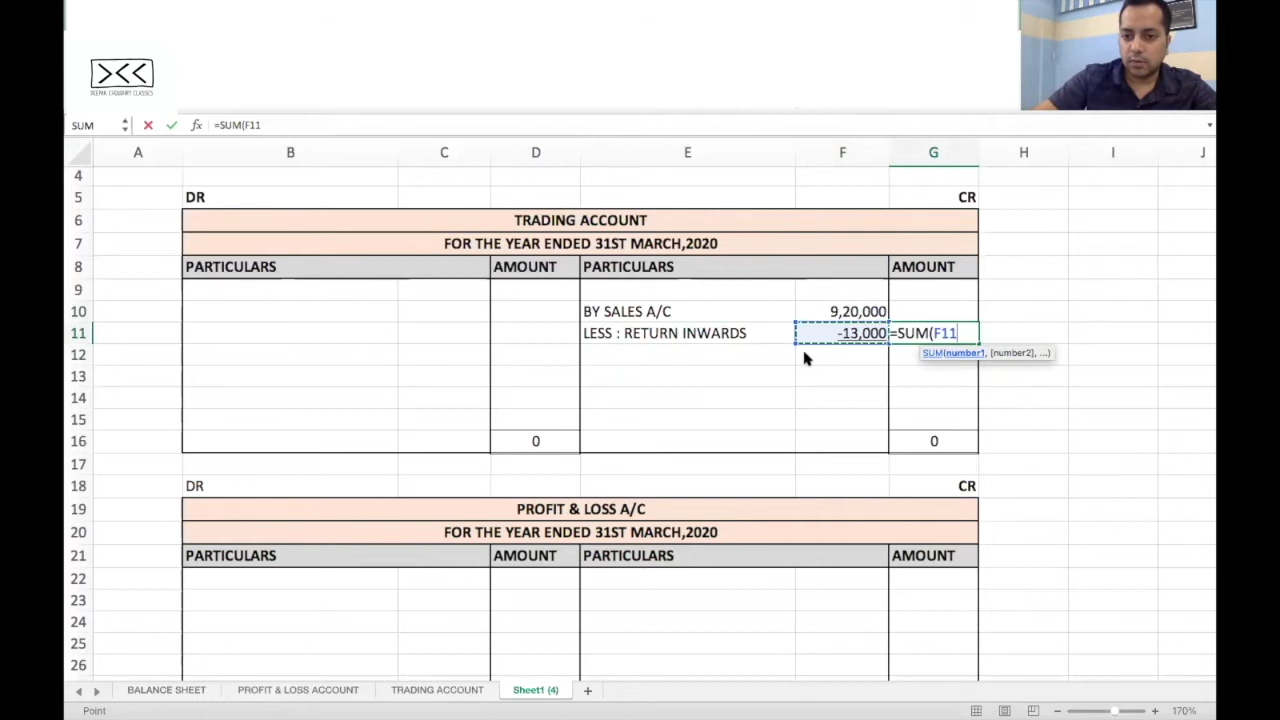 DEEPAK CHOUDHRY CLASSES
SUM fx =SUM(F11
A B C D E F G H I J
4
5 DR CR
6 TRADING ACCOUNT
7 FOR THE YEAR ENDED 31ST MARCH,2020
8 PARTICULARS AMOUNT PARTICULARS AMOUNT
9
10 BY SALES A/C 9,20,000
11 LESS : RETURN INWARDS -13,000 =SUM(F11
12 SUM(number1, [number2], ...)
13
14
15
16 0 0
17
18 DR CR
19 PROFIT & LOSS A/C
20 FOR THE YEAR ENDED 31ST MARCH,2020
21 PARTICULARS AMOUNT PARTICULARS AMOUNT
22
23
24
25
26
BALANCE SHEET PROFIT & LOSS ACCOUNT TRADING ACCOUNT Sheet1 (4) +
Point − + 170%